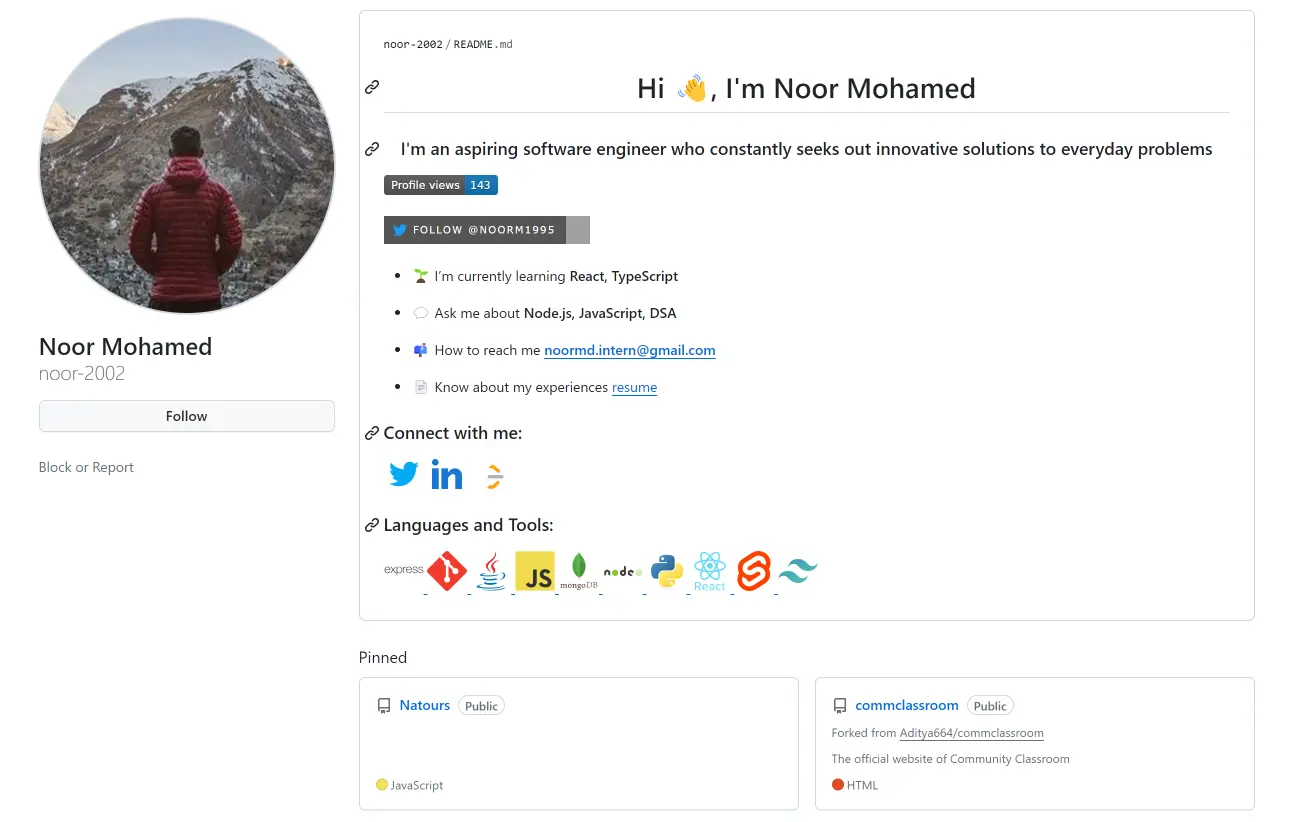 noor-2002/README.md
Hi 👋, I'm Noor Mohamed
I'm an aspiring software engineer who constantly seeks out innovative solutions to everyday problems
Profile views 143
FOLLOW @NOORM1995
🌱 I’m currently learning React, TypeScript
💬 Ask me about Node.js, JavaScript, DSA
📫 How to reach me noormd.intern@gmail.com
📄 Know about my experiences resume
Noor Mohamed
noor-2002
Follow
Block or Report
Connect with me:
in
Languages and Tools:
express JS mongoDB node React
Pinned
Natours Public
JavaScript
commclassroom Public
Forked from Aditya664/commclassroom
The official website of Community Classroom
HTML